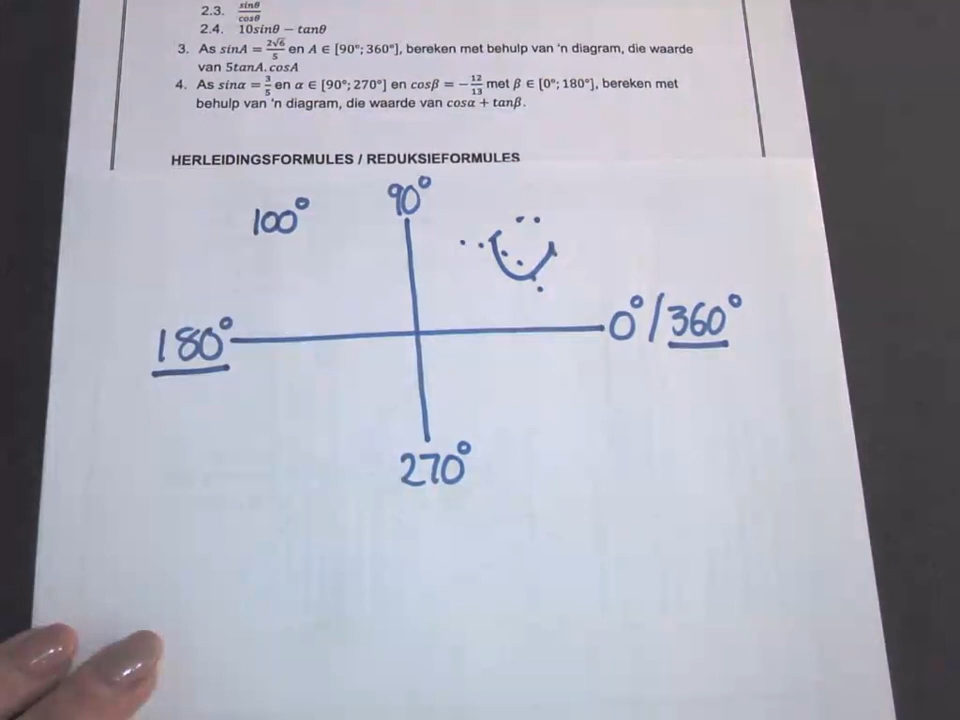 2.3. sinθ/cosθ
2.4. 10sinθ − tanθ
3. As sinA = 2√6/5 en A ∈ [90°; 360°], bereken met behulp van 'n diagram, die waarde
van 5tanA.cosA
4. As sinα = 3/5 en α ∈ [90°; 270°] en cosβ = −12/13 met β ∈ [0°; 180°], bereken met
behulp van 'n diagram, die waarde van cosα + tanβ.
HERLEIDINGSFORMULES / REDUKSIEFORMULES
90°
100°
180°
0°/360°
270°